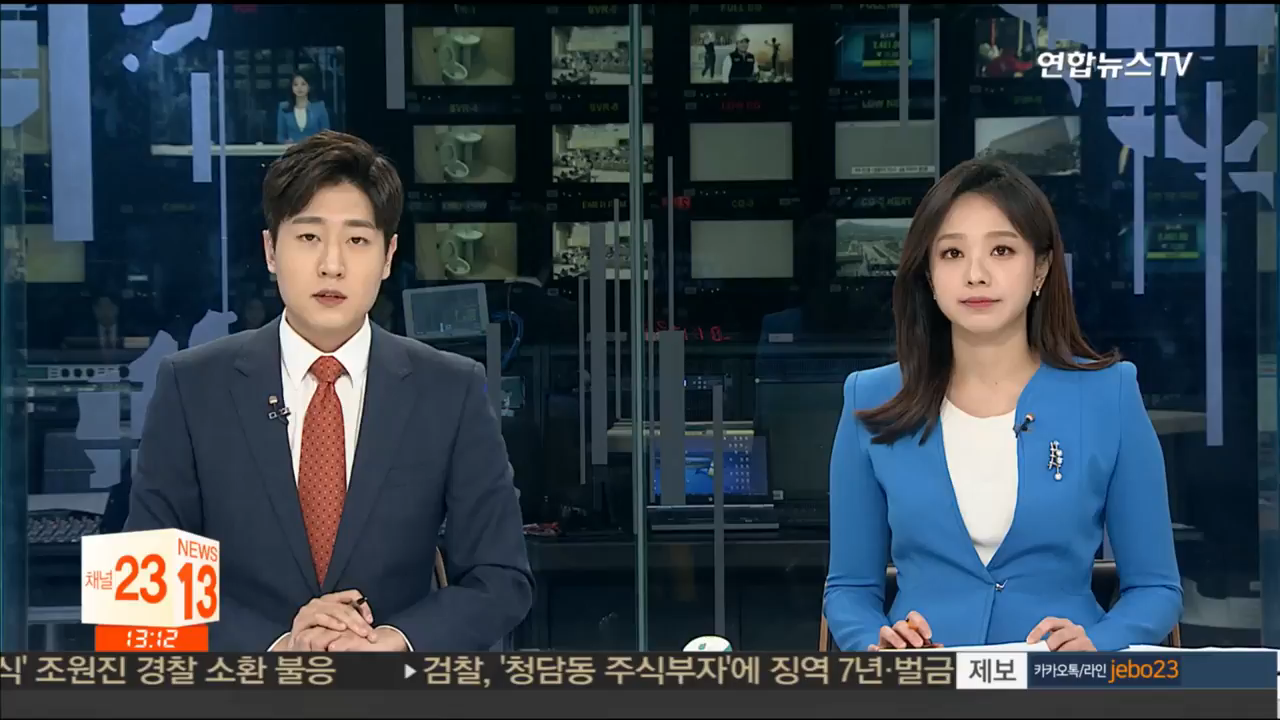 연합뉴스TV
NEWS
채널 23 13
13:12
식' 조원진 경찰 소환 불응 ▶검찰, '청담동 주식부자'에 징역 7년·벌금
제보 카카오톡/라인 jebo23